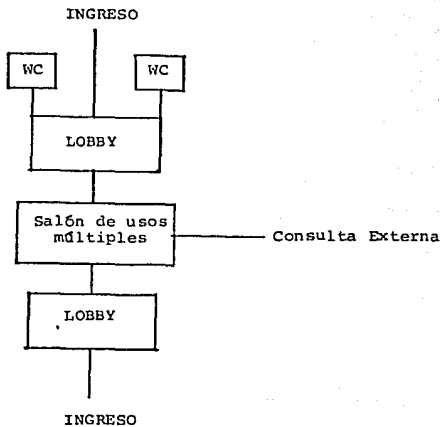 INGRESO
WC
WC
LOBBY
Salón de usos
múltiples
Consulta Externa
LOBBY
INGRESO